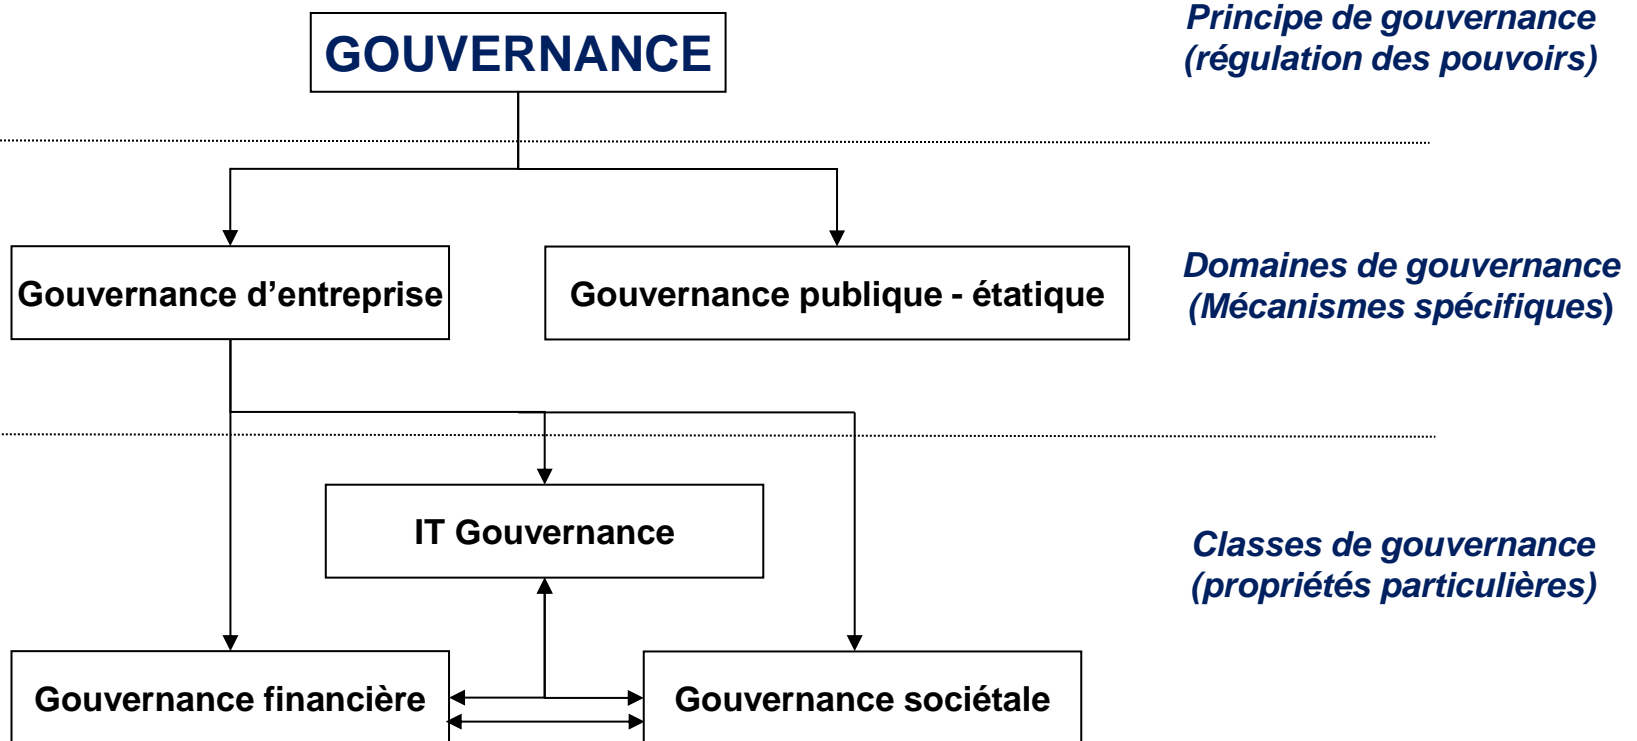 GOUVERNANCE
Principe de gouvernance
(régulation des pouvoirs)
Gouvernance d’entreprise
Gouvernance publique - étatique
Domaines de gouvernance
(Mécanismes spécifiques)
IT Gouvernance
Classes de gouvernance
(propriétés particulières)
Gouvernance financière
Gouvernance sociétale